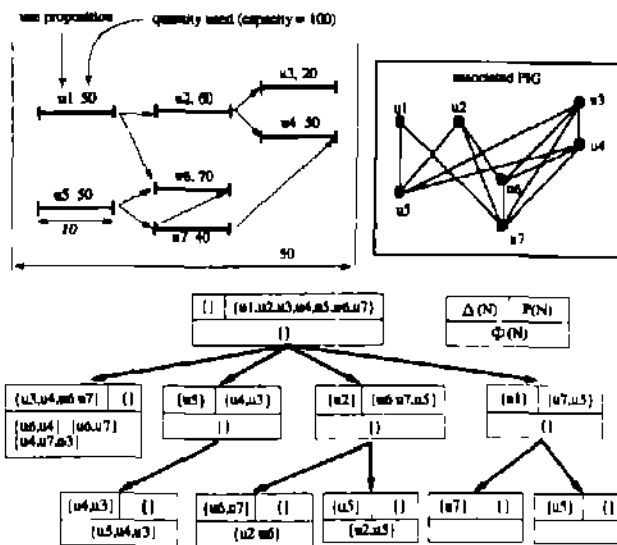 use proposition quantity used (capacity = 100)
u1 50
u2, 60
u3, 20
u4 50
u5 50
u6, 70
u7 40
10
50
associated PIG
u1
u2
u3
u4
u5
u6
u7
{ } {u1,u2,u3,u4,u5,u6,u7}
{ }
Δ(N) P(N)
Φ(N)
{u3,u4,u6,u7} { }
{u6,u4} {u6,u7}
{u4,u7,u3}
{u5} {u4,u3}
{ }
{u2} {u6,u7,u5}
{ }
{u1} {u7,u5}
{ }
{u4,u3} { }
{u5,u4,u3}
{u6,u7} { }
{u2,u6}
{u5} { }
{u2,u5}
{u7} { }
{u5} { }